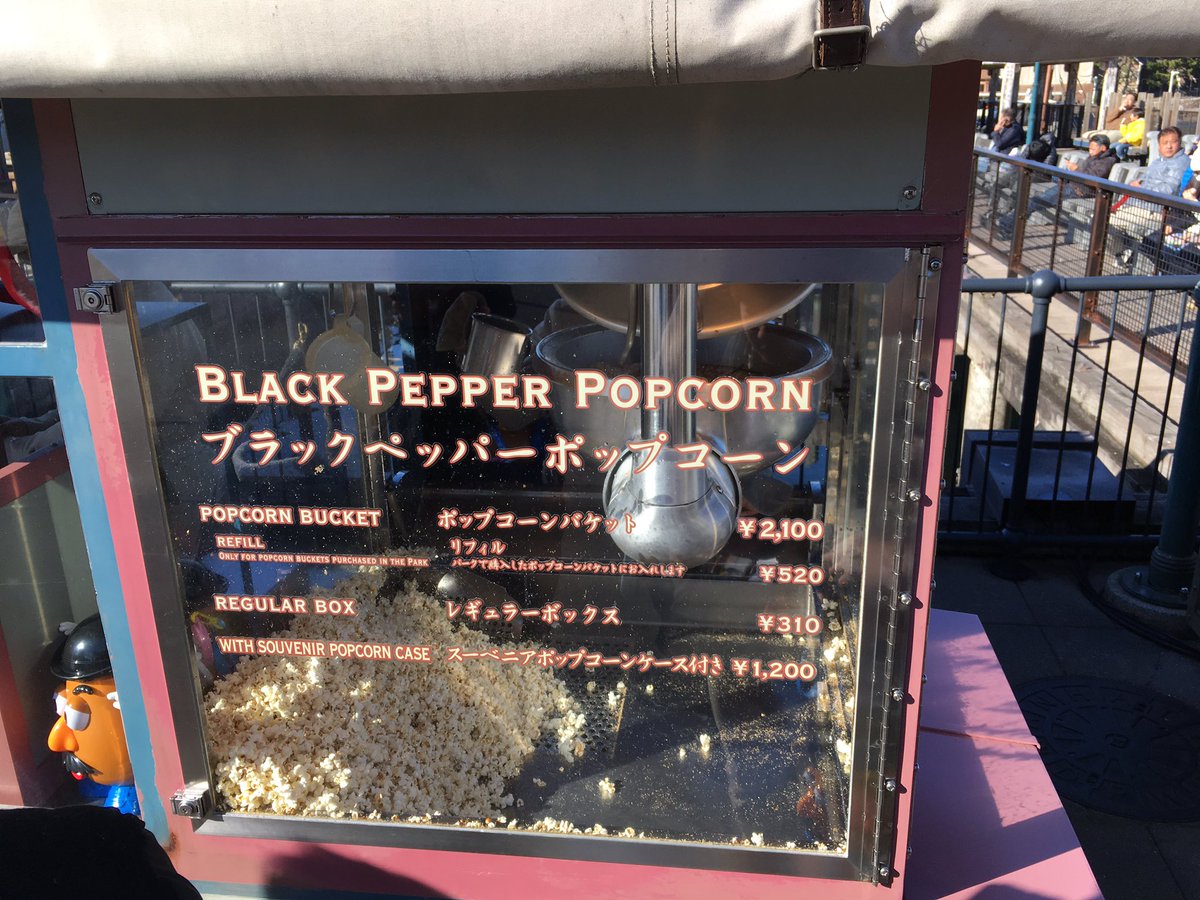 BLACK PEPPER POPCORN
ブラックペッパーポップコーン
POPCORN BUCKET ポップコーンバケット ¥2,100
REFILL リフィル
ONLY FOR POPCORN BUCKETS PURCHASED IN THE PARK パークで購入したポップコーンバケットにお入れします ¥520
REGULAR BOX レギュラーボックス ¥310
WITH SOUVENIR POPCORN CASE スーベニアポップコーンケース付き ¥1,200